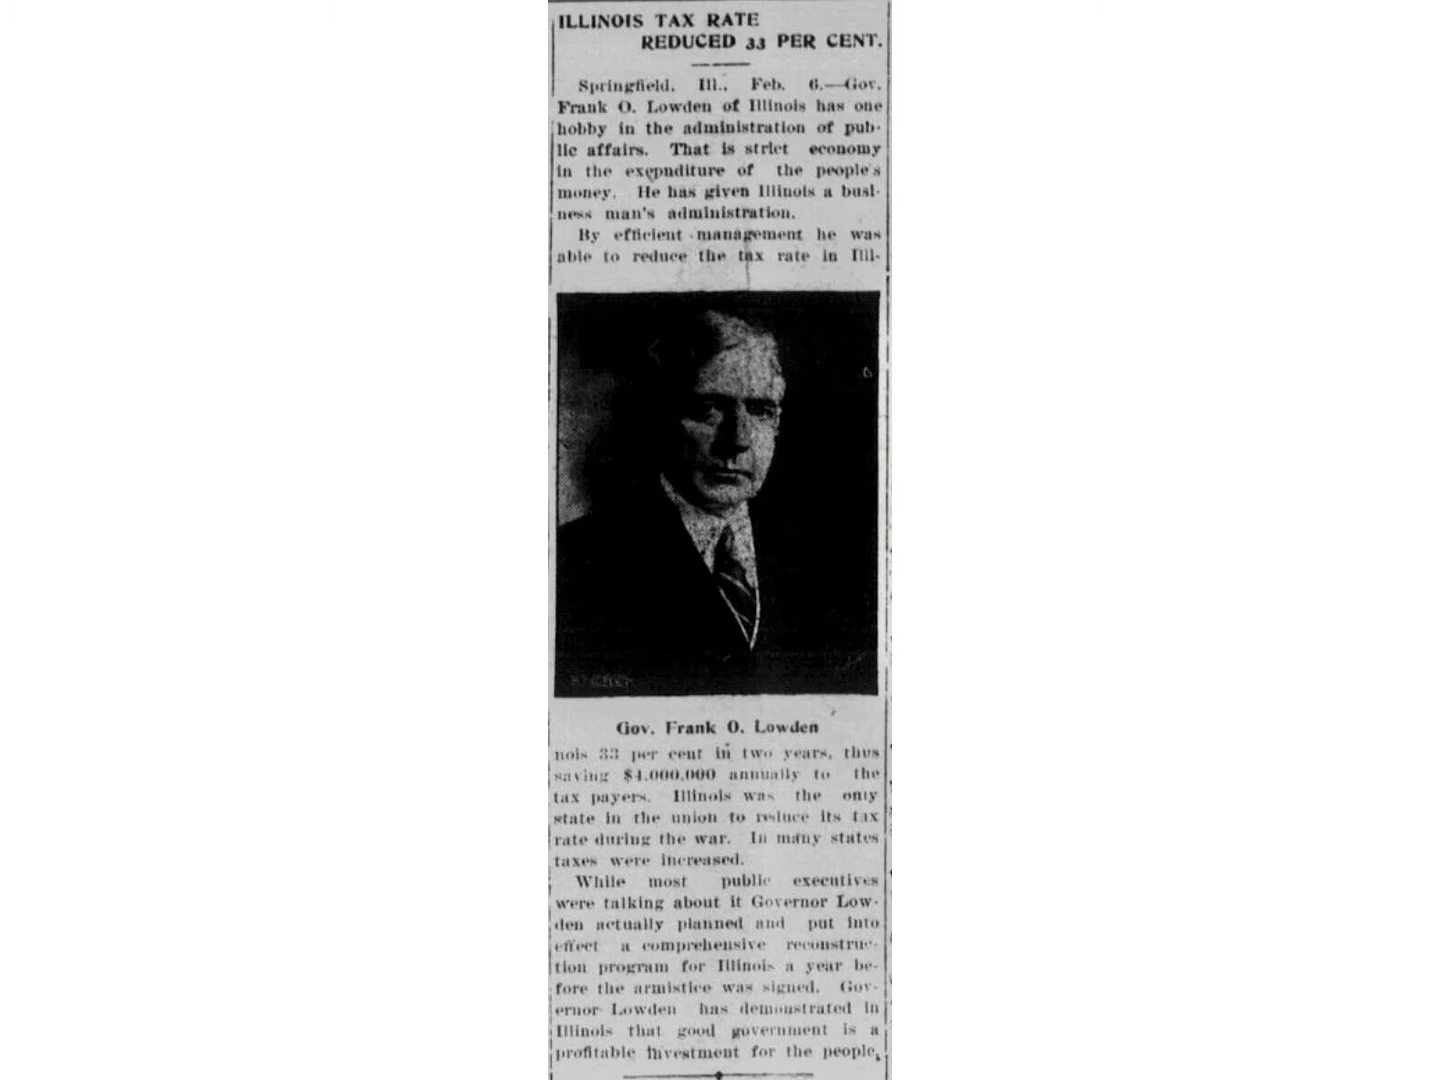 ILLINOIS TAX RATE
REDUCED 33 PER CENT.
Springfield, Ill., Feb. 6.—Gov.
Frank O. Lowden of Illinois has one
hobby in the administration of pub-
lic affairs. That is strict economy
in the exepnditure of the people's
money. He has given Illinois a busi-
ness man's administration.
By efficient management he was
able to reduce the tax rate in Illi-
Gov. Frank O. Lowden
nois 33 per cent in two years, thus
saving $4,000,000 annually to the
tax payers. Illinois was the only
state in the union to reduce its tax
rate during the war. In many states
taxes were increased.
While most public executives
were talking about it Governor Low-
den actually planned and put into
effect a comprehensive reconstruc-
tion program for Illinois a year be-
fore the armistice was signed. Gov-
ernor Lowden has demonstrated in
Illinois that good government is a
profitable investment for the people.